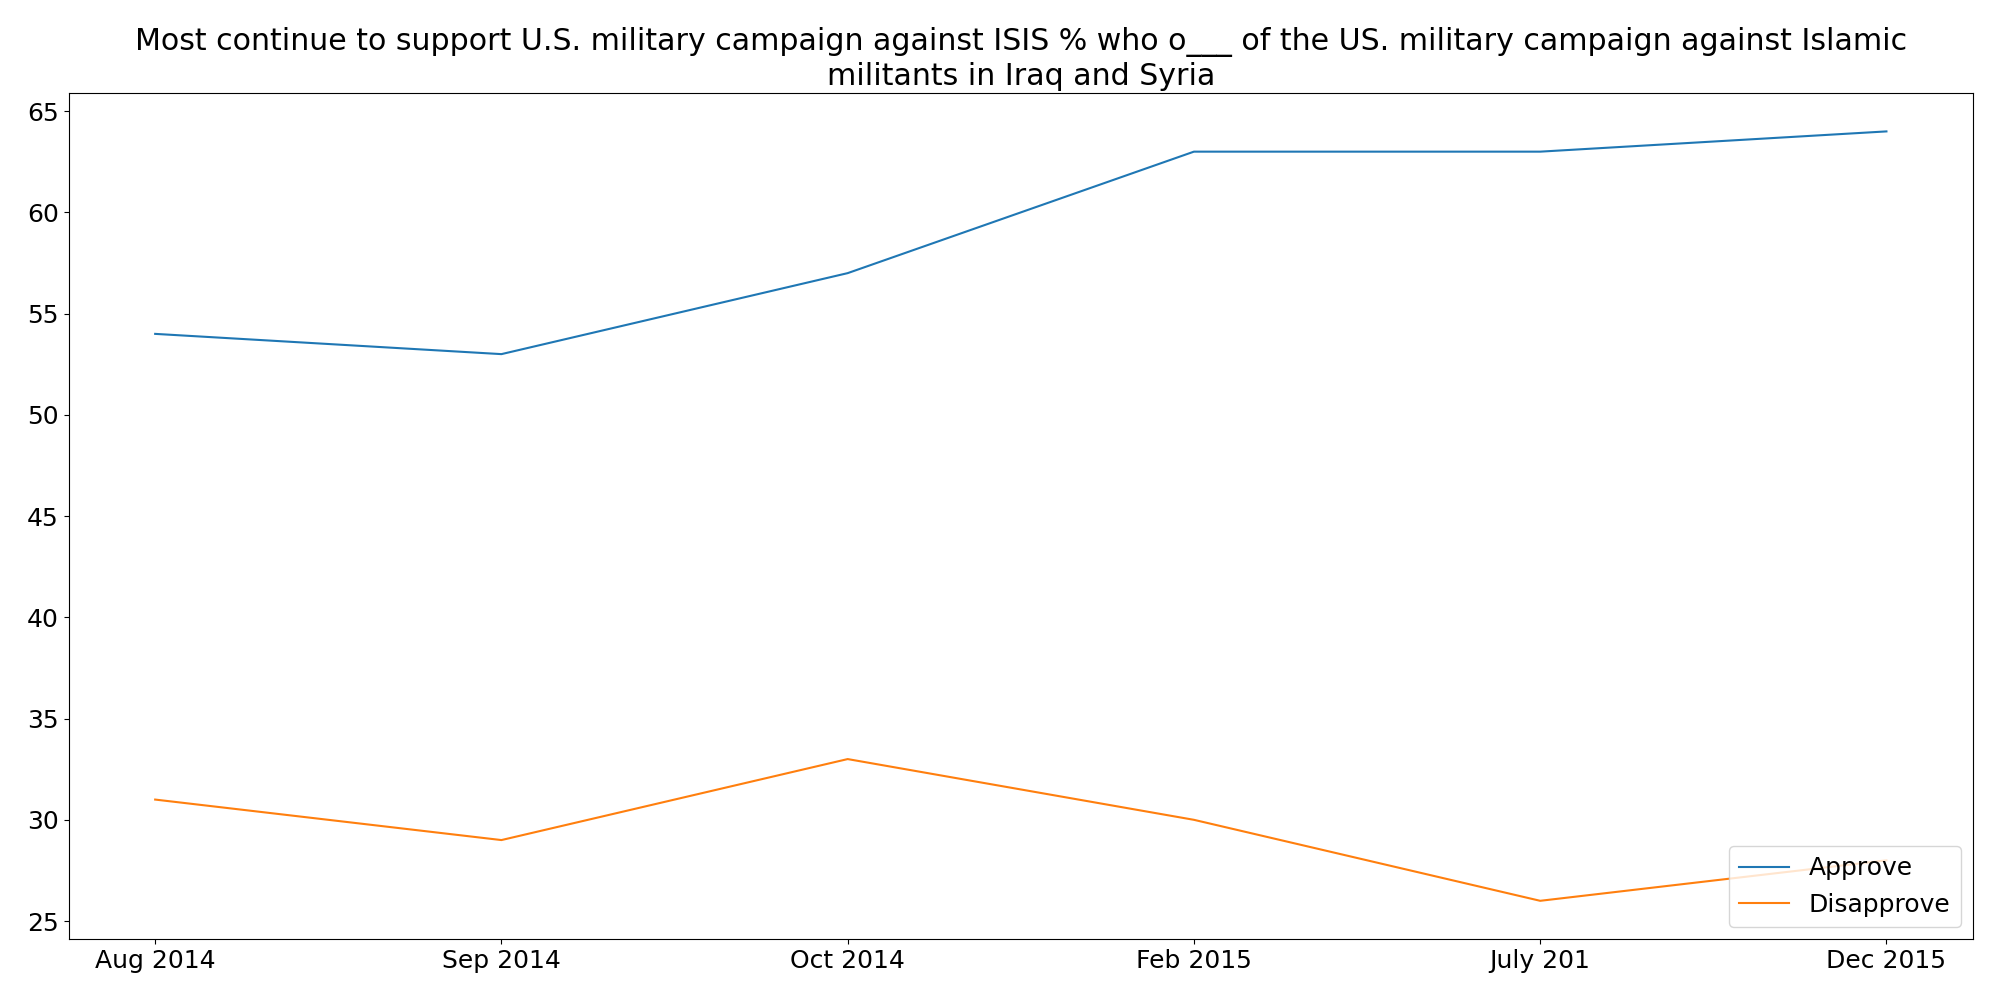 Most continue to support U.S. military campaign against ISIS % who o___ of the US. military campaign against Islamic
militants in Iraq and Syria
65
60
55
50
45
40
35
30
25
Approve
Disapprove
Aug 2014 Sep 2014 Oct 2014 Feb 2015 July 201 Dec 2015